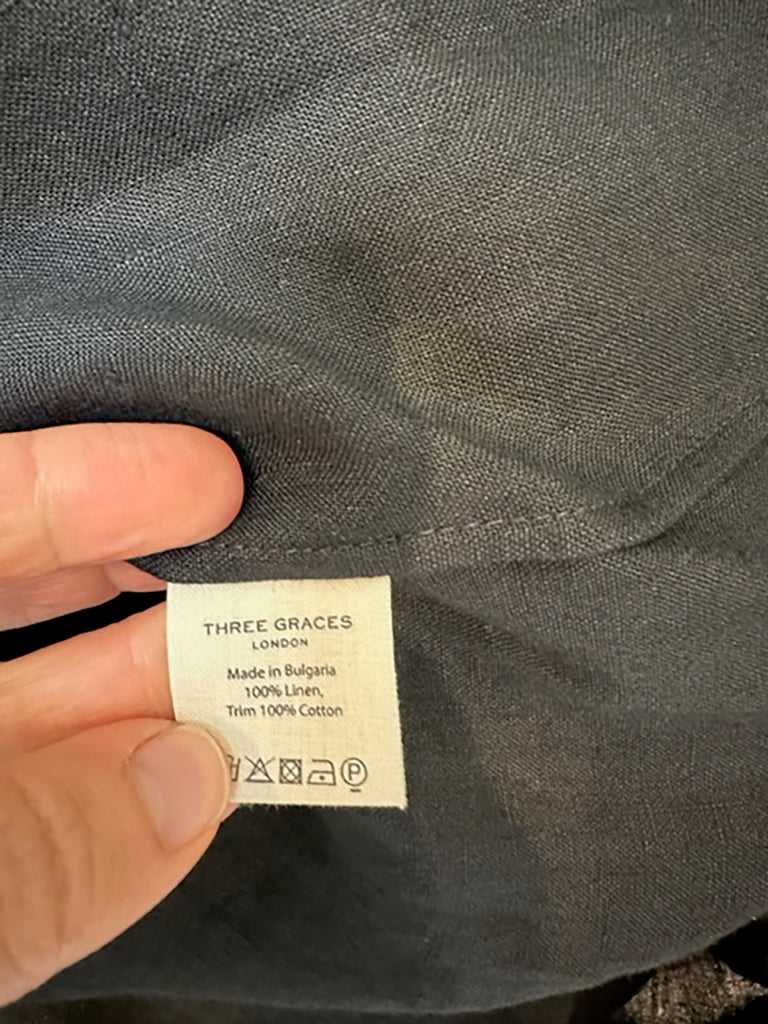 THREE GRACES
LONDON
Made in Bulgaria
100% Linen,
Trim 100% Cotton
P